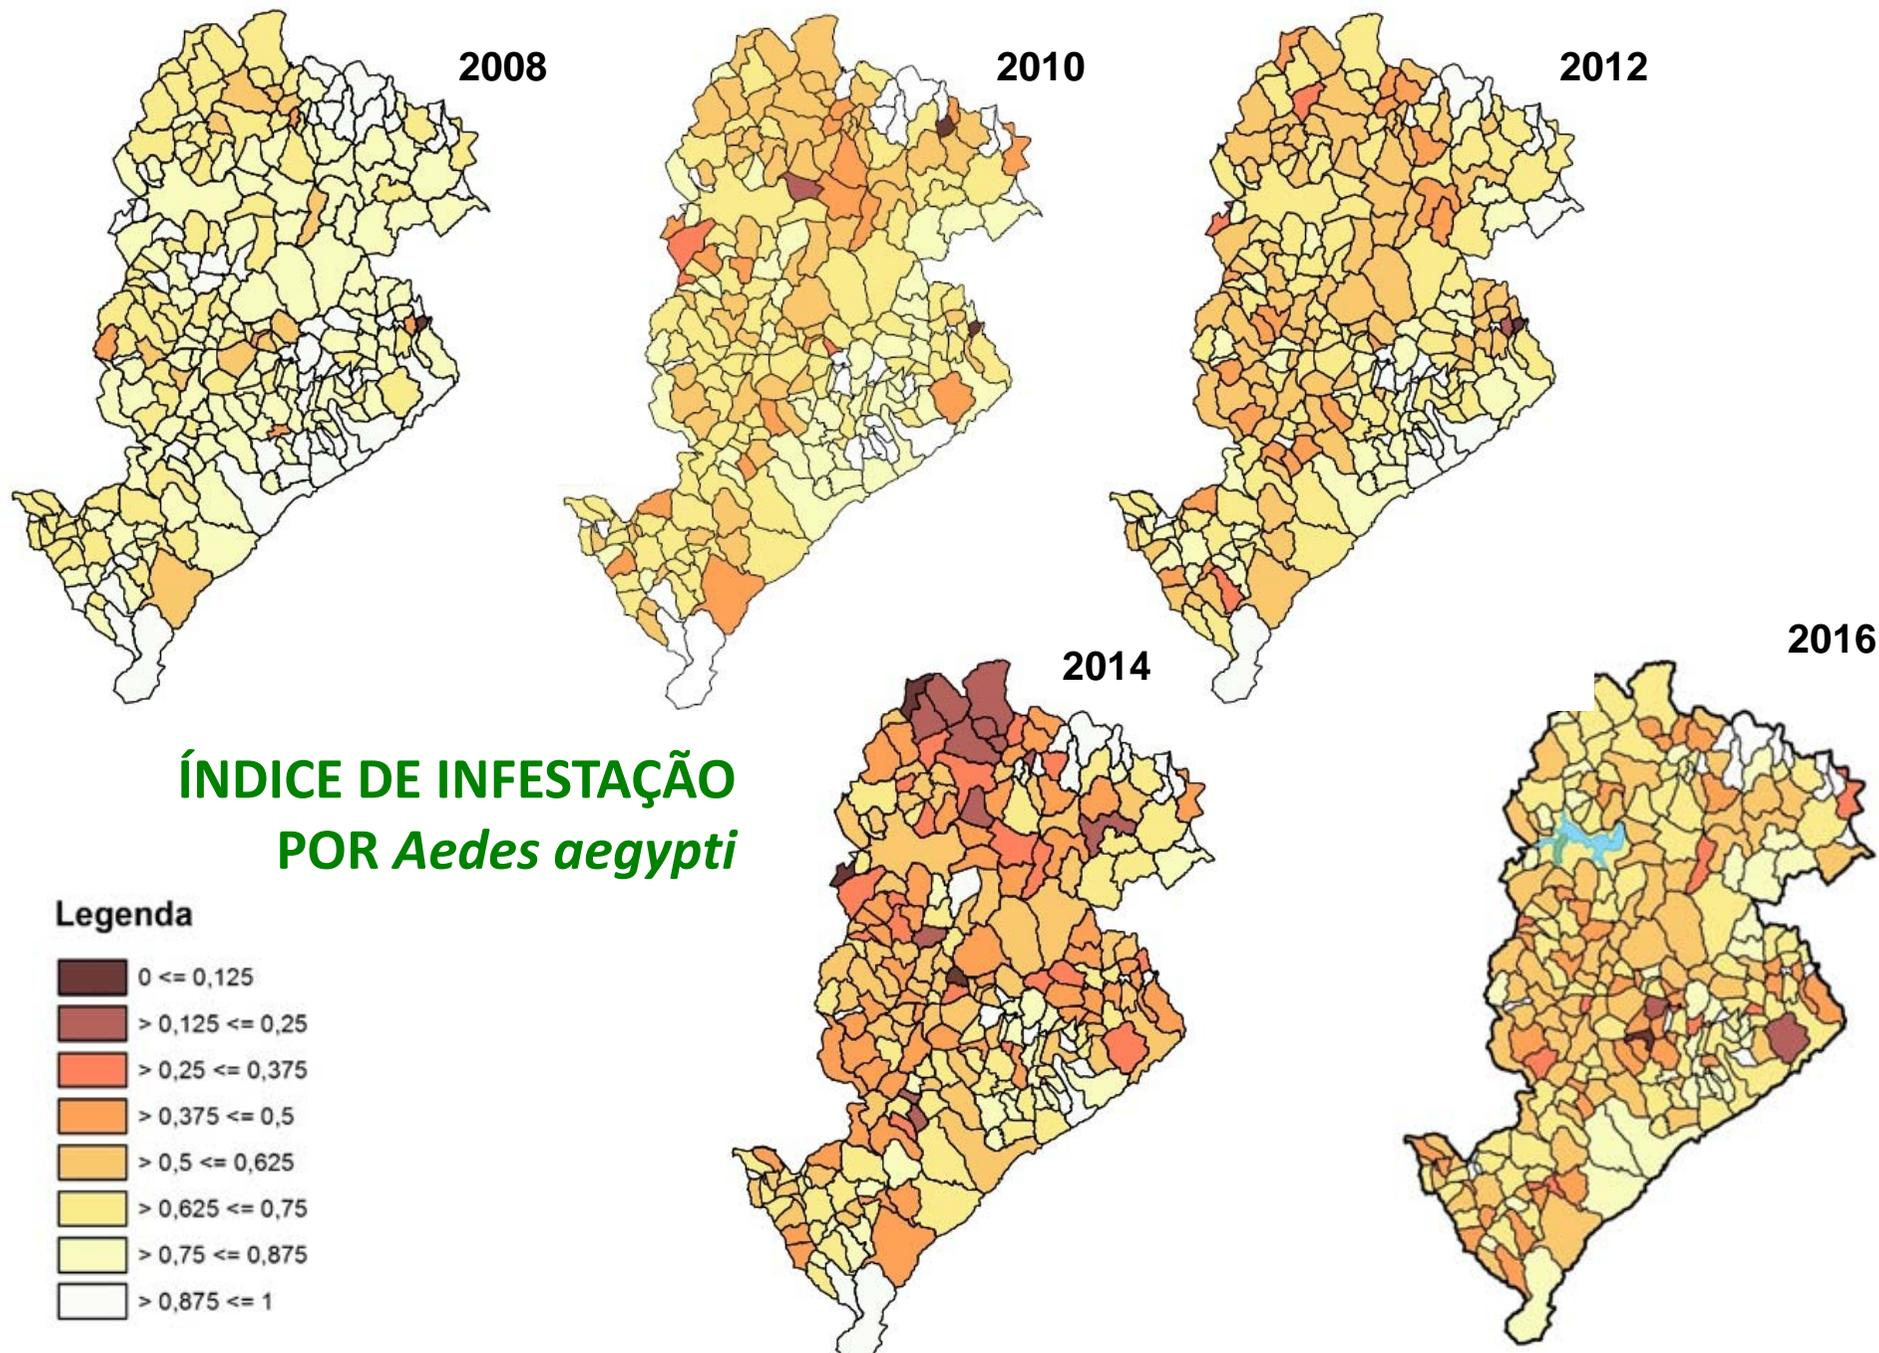 2008
2010
2012
2014
2016
ÍNDICE DE INFESTAÇÃO
POR Aedes aegypti
Legenda
0 <= 0,125
> 0,125 <= 0,25
> 0,25 <= 0,375
> 0,375 <= 0,5
> 0,5 <= 0,625
> 0,625 <= 0,75
> 0,75 <= 0,875
> 0,875 <= 1